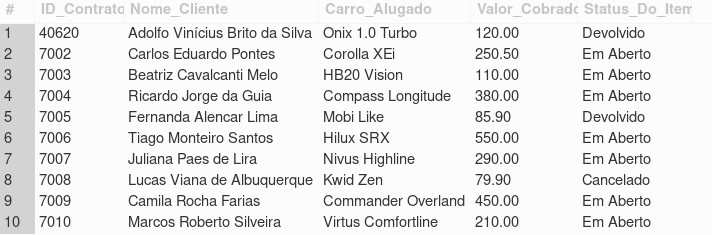 # ID_Contrato Nome_Cliente Carro_Alugado Valor_Cobrado Status_Do_Item
1 40620 Adolfo Vinícius Brito da Silva Onix 1.0 Turbo 120.00 Devolvido
2 7002 Carlos Eduardo Pontes Corolla XEi 250.50 Em Aberto
3 7003 Beatriz Cavalcanti Melo HB20 Vision 110.00 Em Aberto
4 7004 Ricardo Jorge da Guia Compass Longitude 380.00 Em Aberto
5 7005 Fernanda Alencar Lima Mobi Like 85.90 Devolvido
6 7006 Tiago Monteiro Santos Hilux SRX 550.00 Em Aberto
7 7007 Juliana Paes de Lira Nivus Highline 290.00 Em Aberto
8 7008 Lucas Viana de Albuquerque Kwid Zen 79.90 Cancelado
9 7009 Camila Rocha Farias Commander Overland 450.00 Em Aberto
10 7010 Marcos Roberto Silveira Virtus Comfortline 210.00 Em Aberto